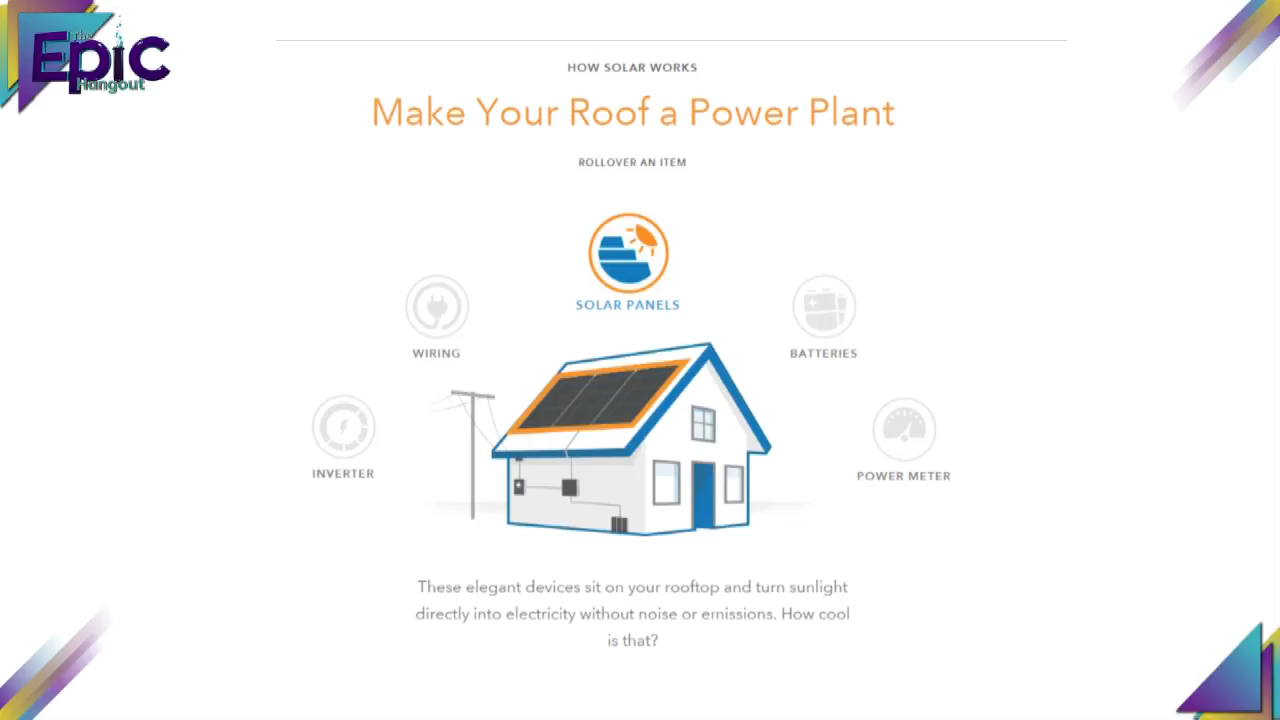 The
Epic
Hangout
HOW SOLAR WORKS
Make Your Roof a Power Plant
ROLLOVER AN ITEM
SOLAR PANELS
WIRING
BATTERIES
INVERTER
POWER METER
These elegant devices sit on your rooftop and turn sunlight
directly into electricity without noise or emissions. How cool
is that?